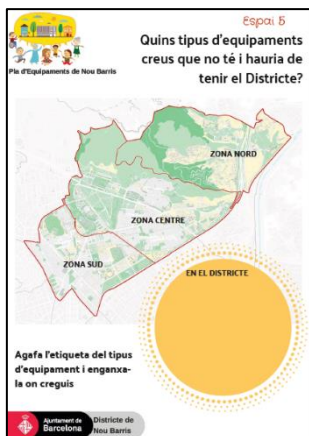 Espai 5
Quins tipus d'equipaments
creus que no té i hauria de
tenir el Districte?
Pla d'Equipaments de Nou Barris
ZONA NORD
ZONA CENTRE
ZONA SUD
EN EL DISTRICTE
Agafa l'etiqueta del tipus
d'equipament i enganxa-
la on creguis
Ajuntament de
Barcelona
Districte de
Nou Barris